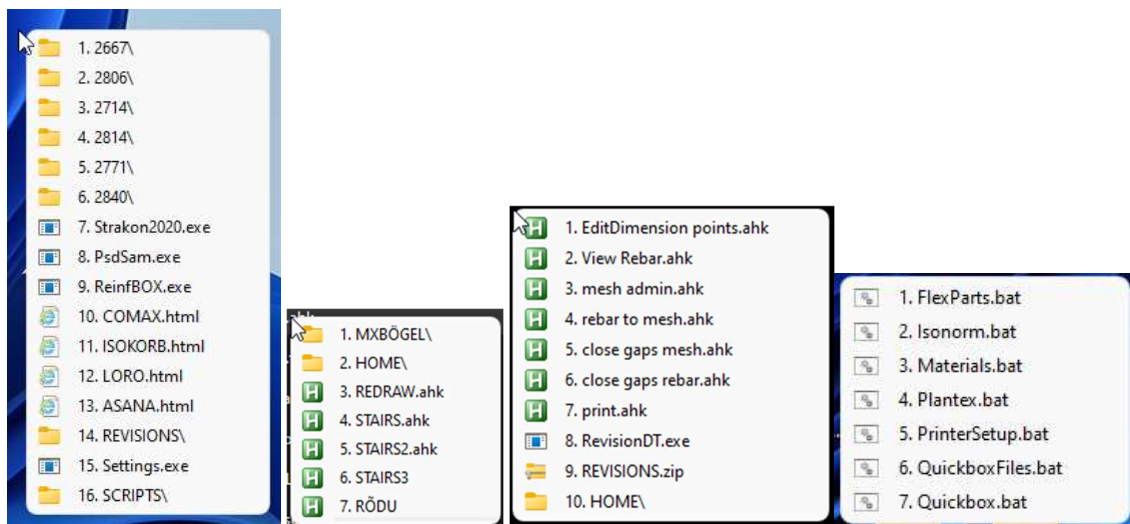 1. 2667\
2. 2806\
3. 2714\
4. 2814\
5. 2771\
6. 2840\
7. Strakon2020.exe
8. PsdSam.exe
9. ReinfBOX.exe
10. COMAX.html
11. ISOKORB.html
12. LORO.html
13. ASANA.html
14. REVISIONS\
15. Settings.exe
16. SCRIPTS\
1. MXBÖGEL\
2. HOME\
3. REDRAW.ahk
4. STAIRS.ahk
5. STAIRS2.ahk
6. STAIRS3
7. RÕDU
1. EditDimension points.ahk
2. View Rebar.ahk
3. mesh admin.ahk
4. rebar to mesh.ahk
5. close gaps mesh.ahk
6. close gaps rebar.ahk
7. print.ahk
8. RevisionDT.exe
9. REVISIONS.zip
10. HOME\
1. FlexParts.bat
2. Isonorm.bat
3. Materials.bat
4. Plantex.bat
5. PrinterSetup.bat
6. QuickboxFiles.bat
7. Quickbox.bat